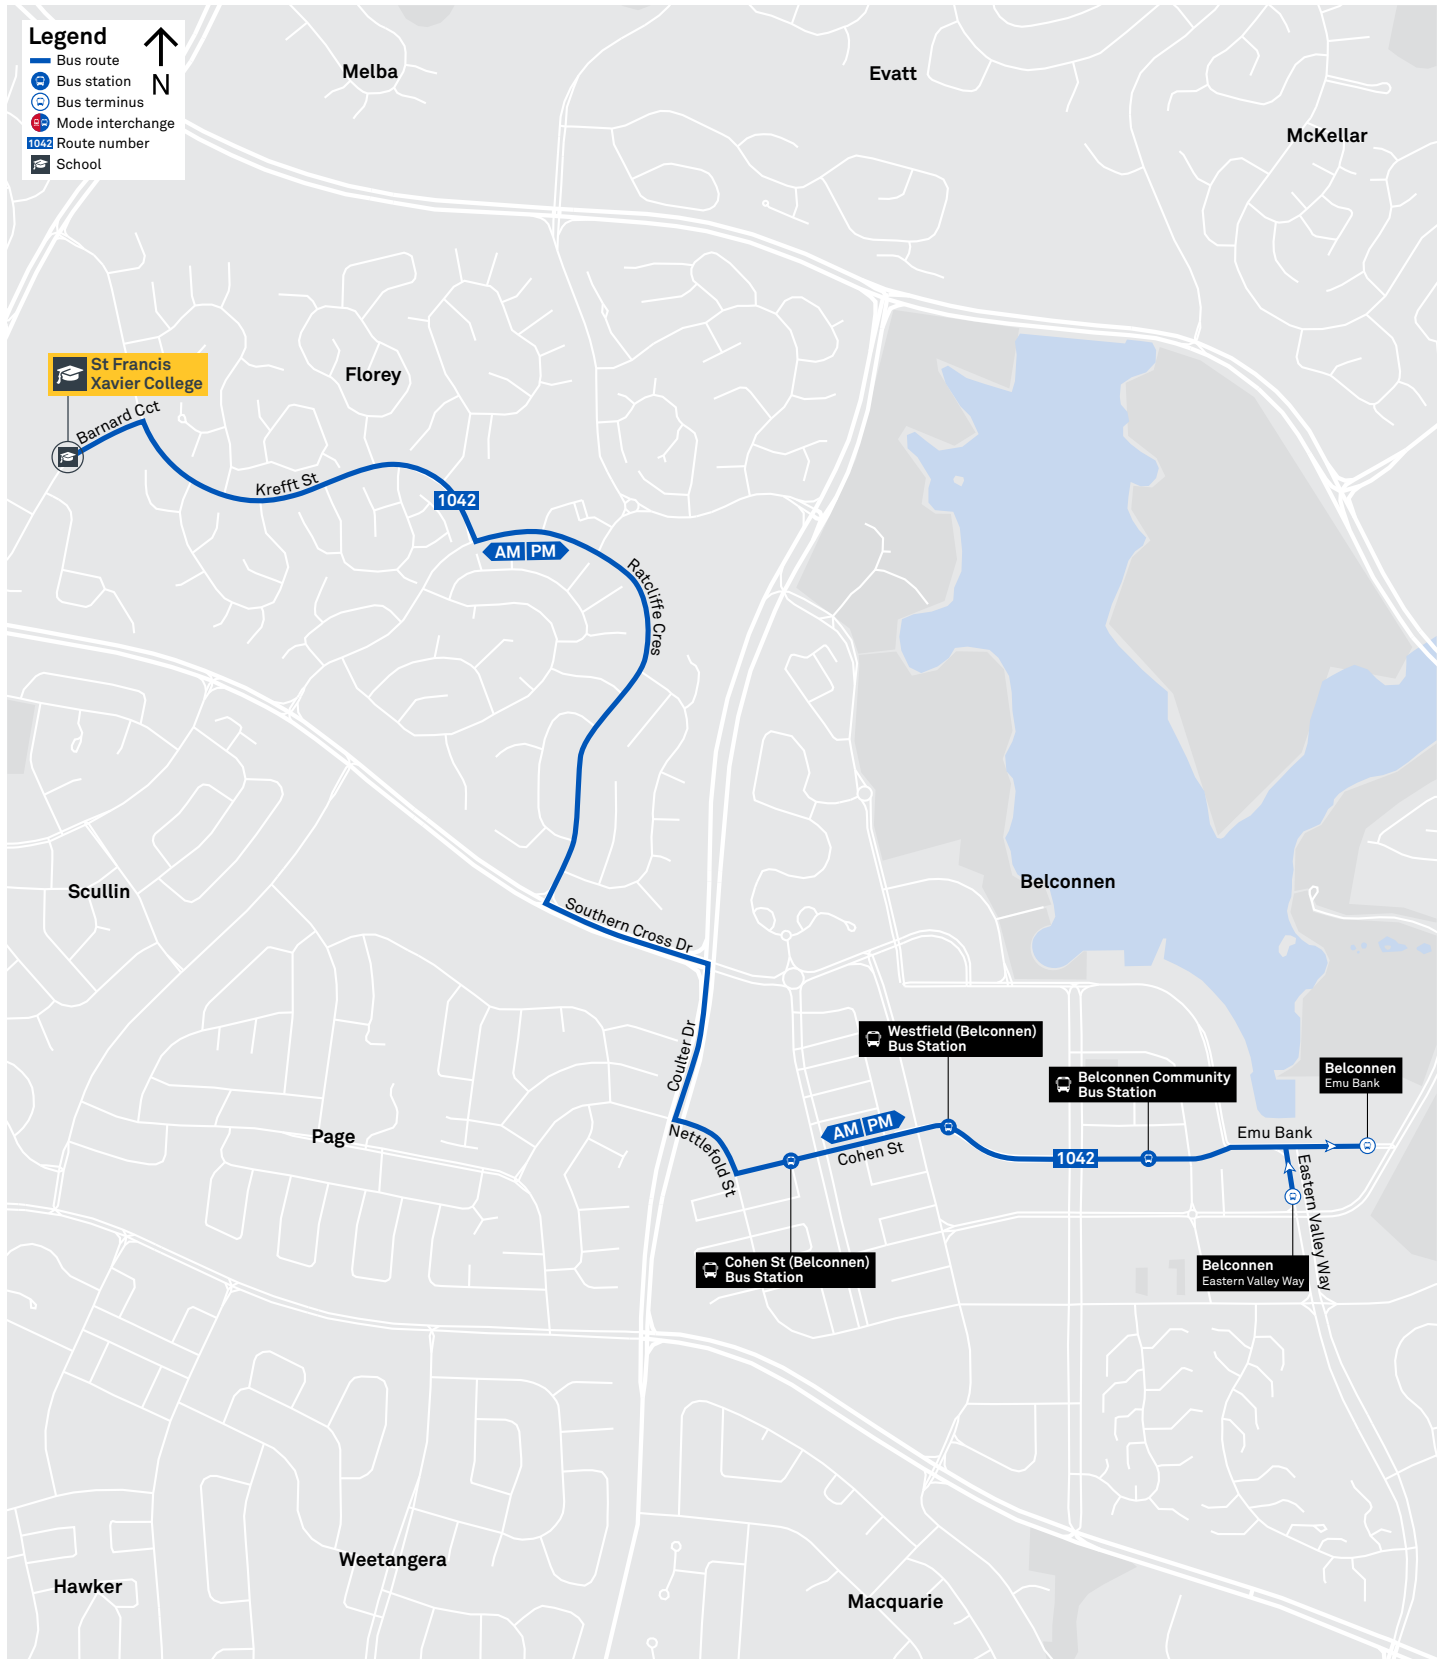 Legend
N
Bus route
Bus station
Bus terminus
Mode interchange
1042 Route number
School
Melba
Evatt
McKellar
St Francis
Xavier College
Florey
Barnard Cct
Krefft St
1042
AM PM
Ratcliffe Cres
Scullin
Belconnen
Southern Cross Dr
Coulter Dr
Westfield (Belconnen)
Bus Station
Belconnen Community
Bus Station
Belconnen
Emu Bank
Page
Nettlefold St
AM PM
Cohen St
1042
Emu Bank
Eastern Valley Way
Cohen St (Belconnen)
Bus Station
Belconnen
Eastern Valley Way
Weetangera
Hawker
Macquarie